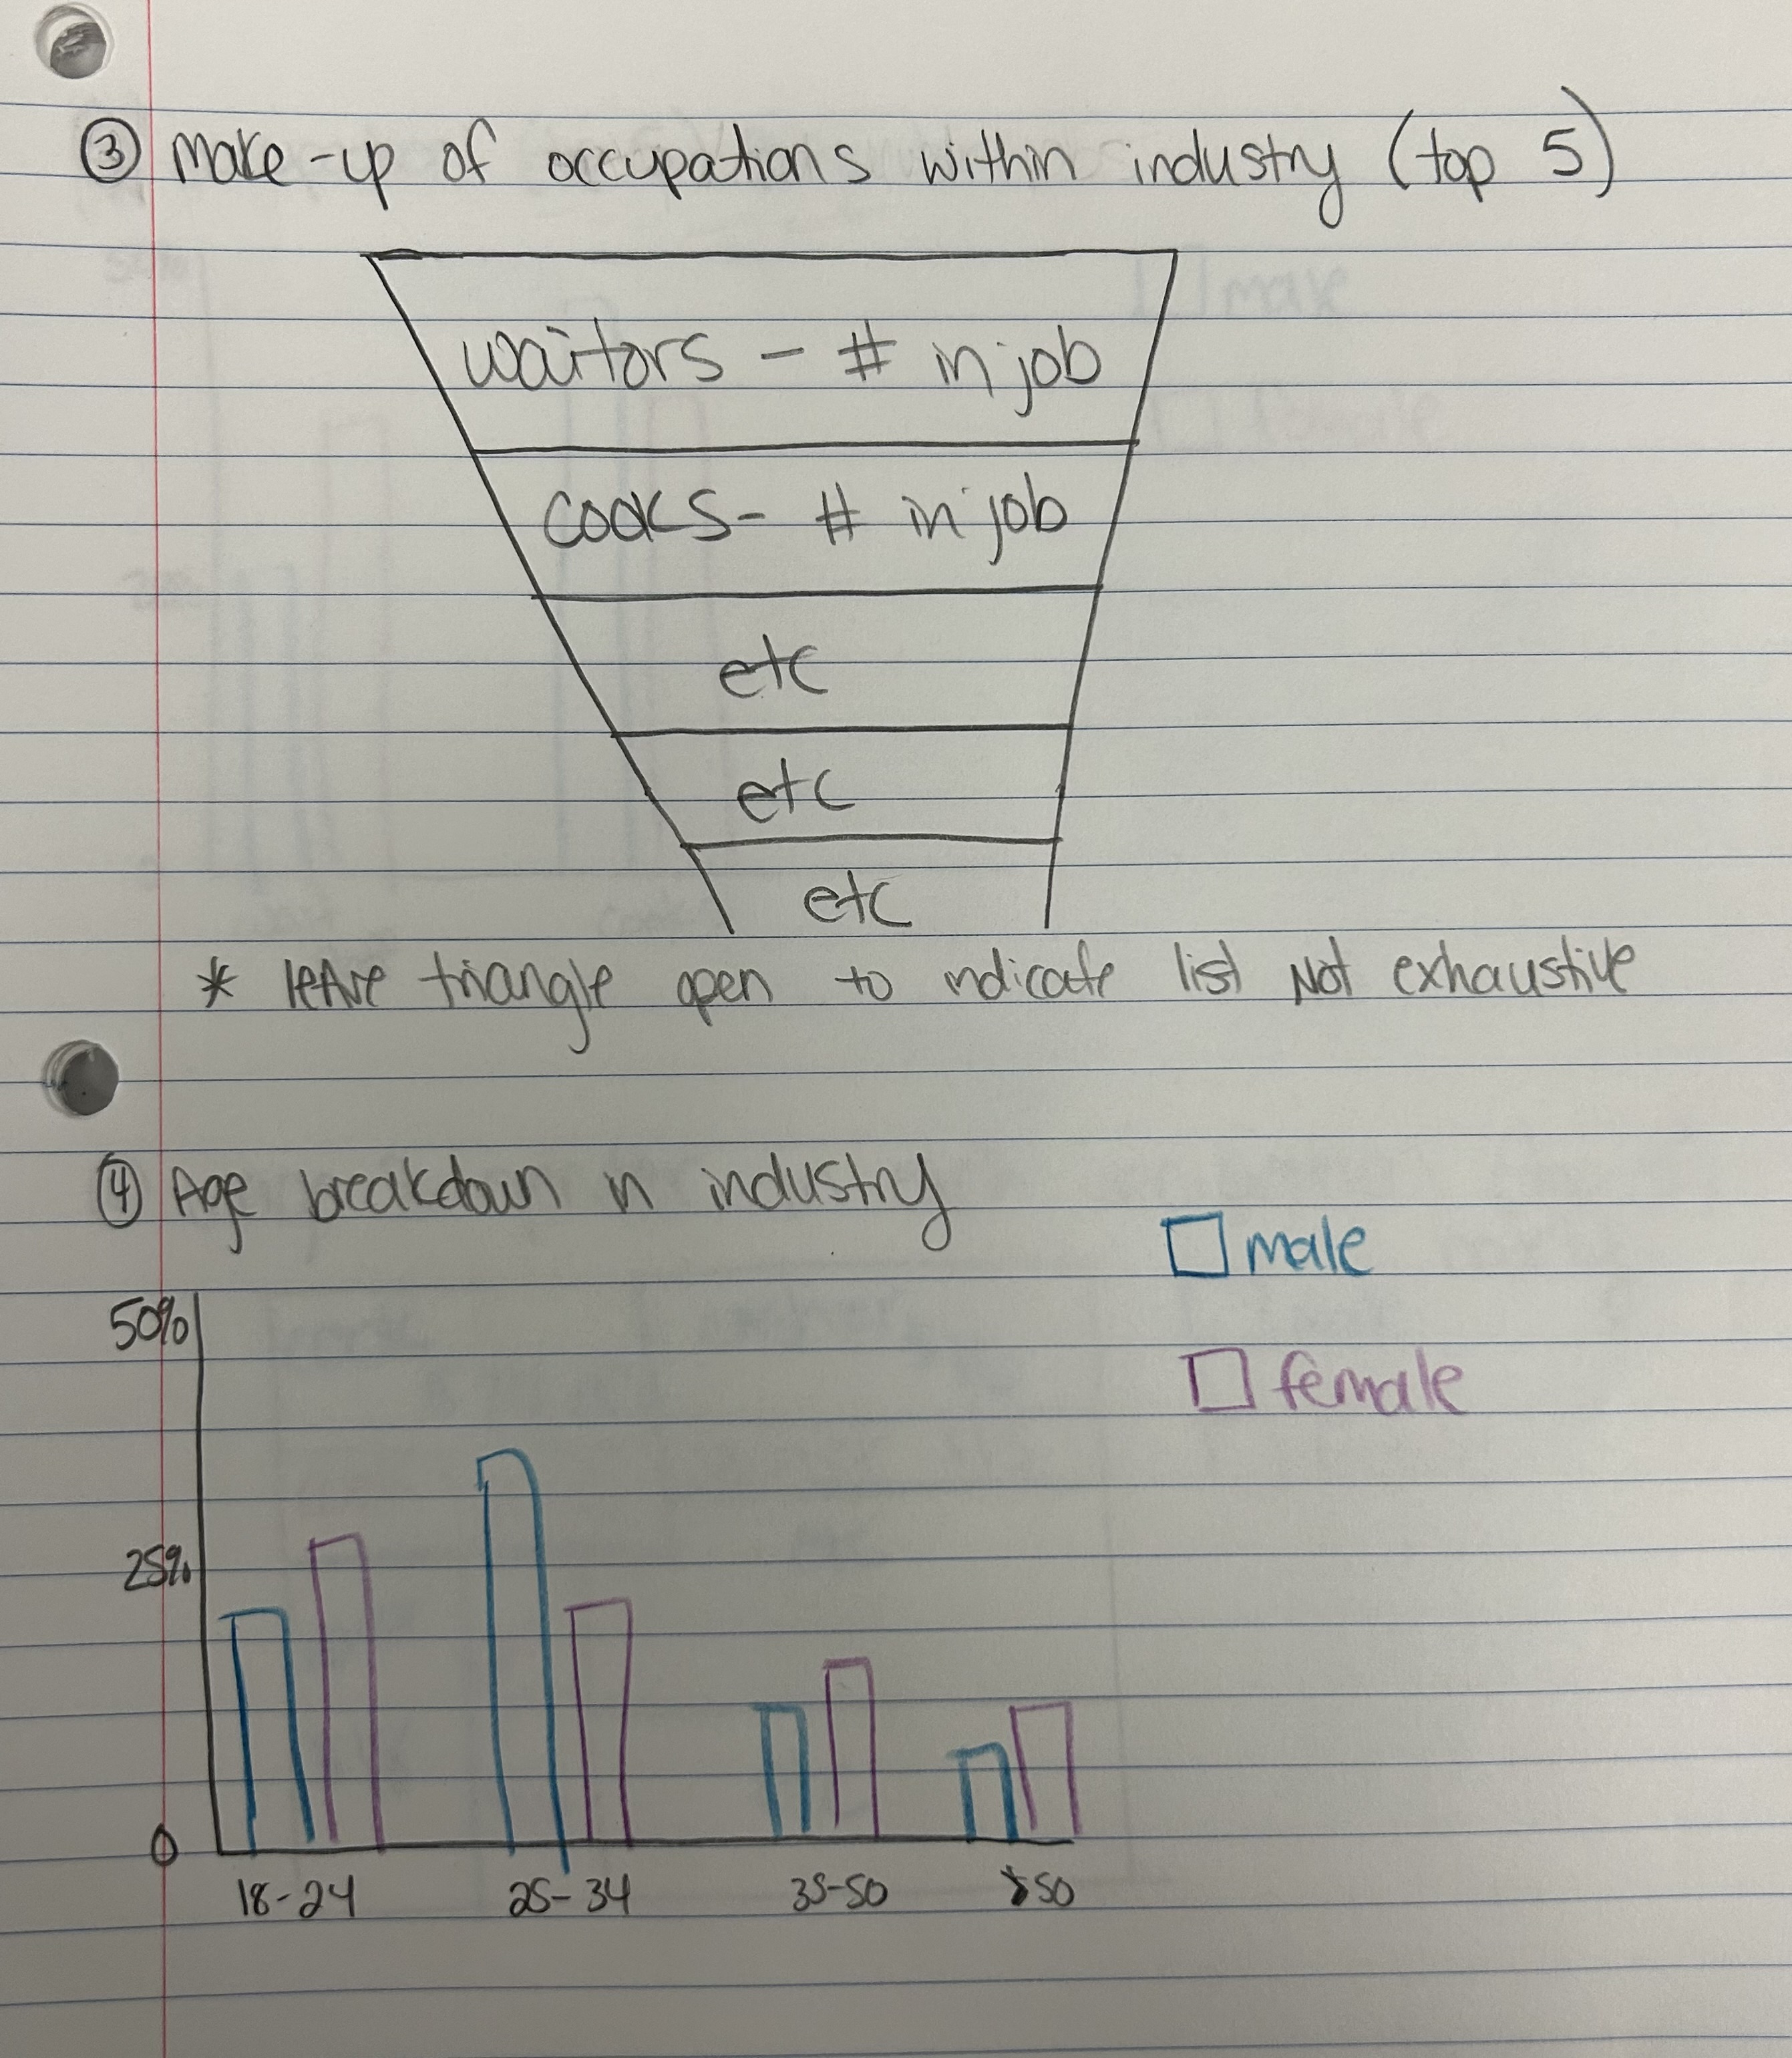 ③ Make-up of occupations within industry (top 5)
waitors - # in job
cooks - # in job
etc
etc
etc
* leave triangle open to indicate list Not exhaustive
④ Age breakdown in industry
male
female
50%
25%
0
18-24 25-34 35-50 >50